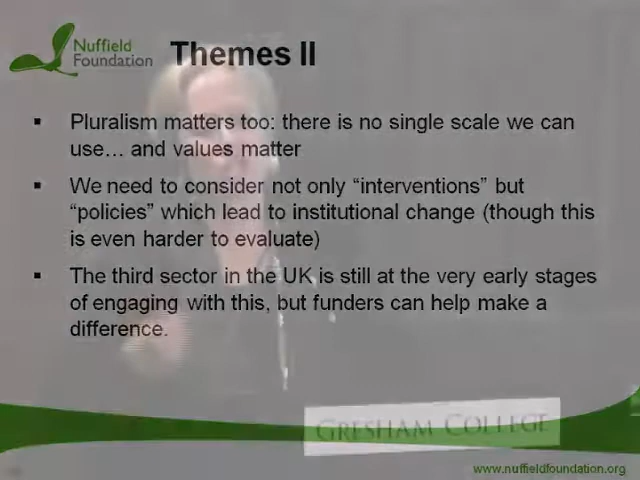 Nuffield
Foundation
Themes II
▪ Pluralism matters too: there is no single scale we can
use… and values matter
▪ We need to consider not only “interventions” but
“policies” which lead to institutional change (though this
is even harder to evaluate)
▪ The third sector in the UK is still at the very early stages
of engaging with this, but funders can help make a
difference.
GRESHAM COLLEGE
www.nuffieldfoundation.org